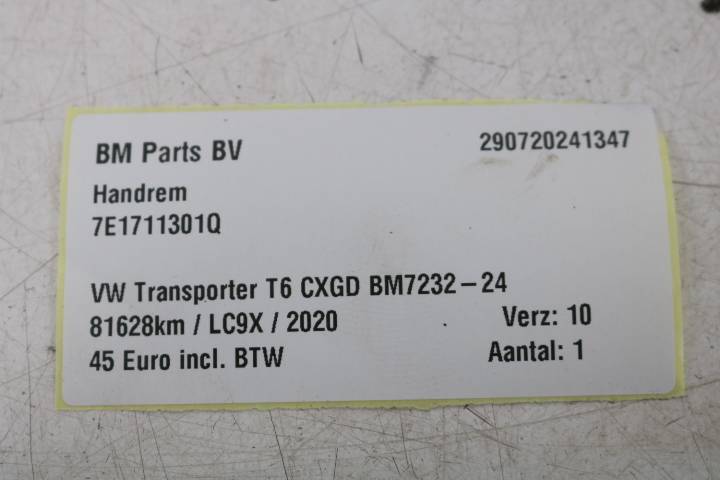 BM Parts BV 290720241347
Handrem
7E1711301Q
VW Transporter T6 CXGD BM7232-24
81628km / LC9X / 2020 Verz: 10
45 Euro incl. BTW Aantal: 1